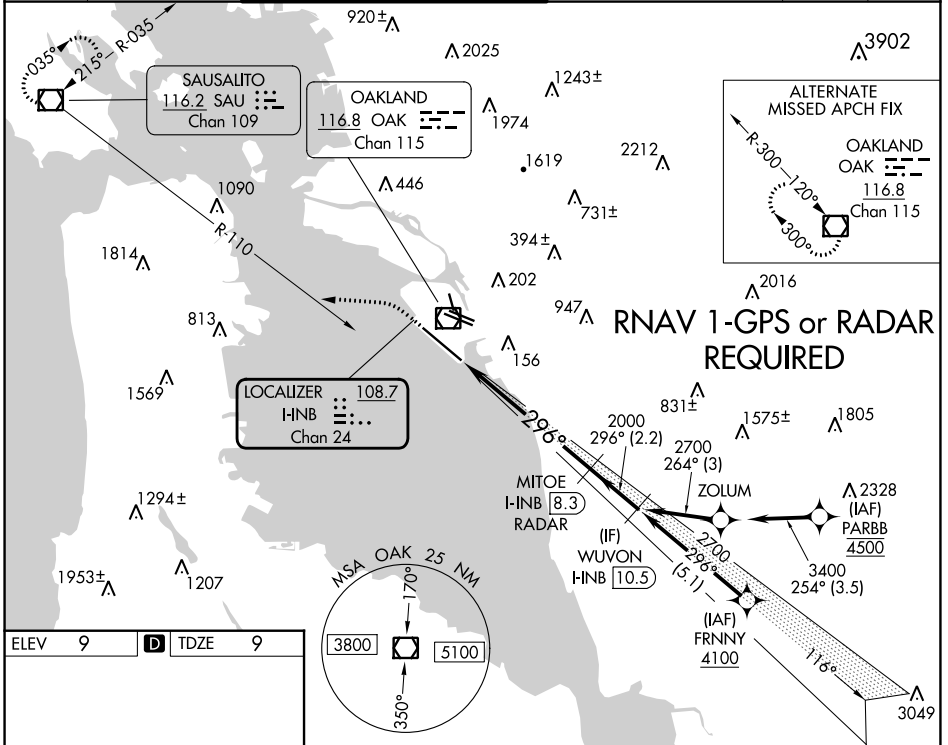 035°
215°
R-035
SAUSALITO
116.2 SAU
Chan 109
OAKLAND
116.8 OAK
Chan 115
920±
2025
1243±
1974
1619
2212
3902
ALTERNATE
MISSED APCH FIX
R-300
120°
300°
OAKLAND
OAK
116.8
Chan 115
446
1090
731±
R-110
394±
1814
202
2016
813
947
RNAV 1-GPS or RADAR
REQUIRED
156
1569
LOCALIZER 108.7
I-INB
Chan 24
296°
831±
1575±
1805
2000
296° (2.2)
2700
264° (3)
MITOE
I-INB 8.3
RADAR
ZOLUM
2328
(IAF)
PARBB
4500
3400
254° (3.5)
(IF)
WUVON
I-INB 10.5
2700
296°
(5.1)
(IAF)
FRNNY
4100
116°
3049
1294±
1953±
1207
MSA OAK 25 NM
170°
3800
5100
350°
ELEV 9 D TDZE 9